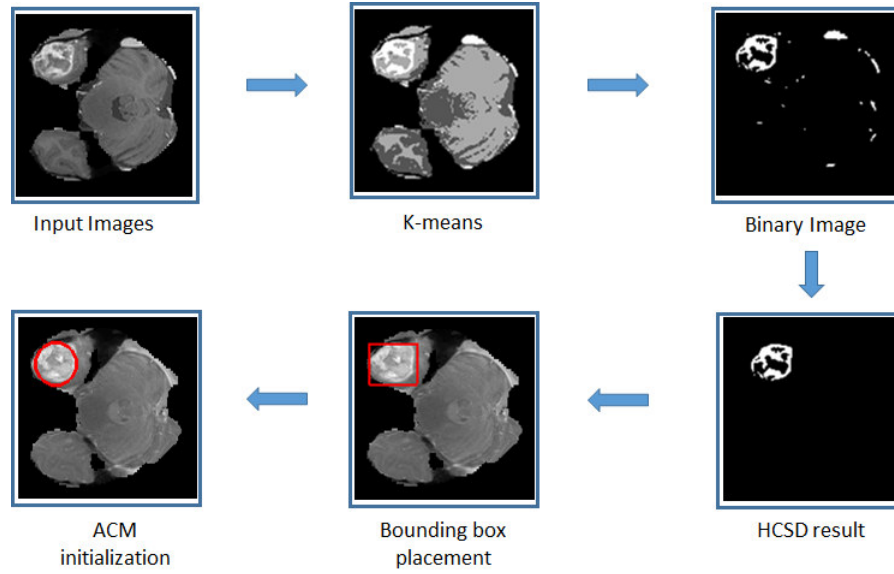 Input Images
K-means
Binary Image
HCSD result
Bounding box
placement
ACM
initialization